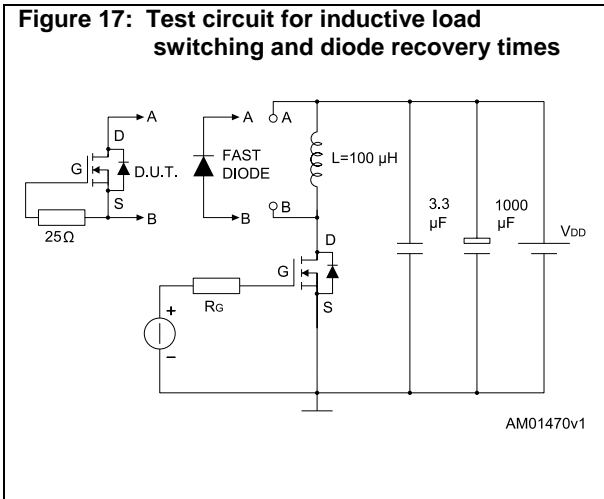 Figure 17: Test circuit for inductive load
switching and diode recovery times
A
A
A
D
G
D.U.T.
FAST
DIODE
L=100 µH
S
B
B
B
25Ω
3.3
µF
1000
µF
VDD
D
G
S
RG
+
–
AM01470v1